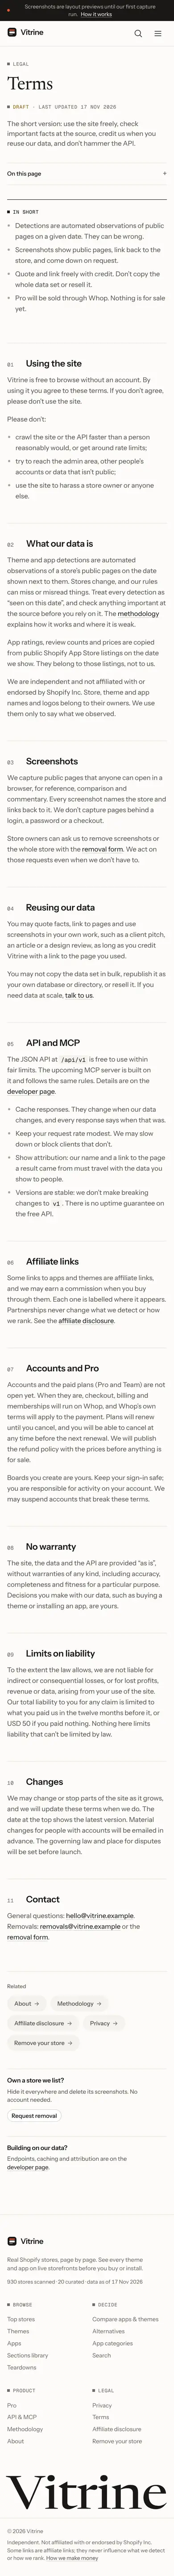 Screenshots are layout previews until our first capture
run. How it works
Vitrine
LEGAL
Terms
DRAFT · LAST UPDATED 17 NOV 2026
The short version: use the site freely, check
important facts at the source, credit us when you
reuse our data, and don't hammer the API.
On this page +
IN SHORT
Detections are automated observations of public
pages on a given date. They can be wrong.
Screenshots show public pages, link back to the
store, and come down on request.
Quote and link freely with credit. Don't copy the
whole data set or resell it.
Pro will be sold through Whop. Nothing is for sale
yet.
01 Using the site
Vitrine is free to browse without an account. By
using it you agree to these terms. If you don't agree,
please don't use the site.
Please don't:
crawl the site or the API faster than a person
reasonably would, or get around rate limits;
try to reach the admin area, other people's
accounts or data that isn't public;
use the site to harass a store owner or anyone
else.
02 What our data is
Theme and app detections are automated
observations of a store's public pages on the date
shown next to them. Stores change, and our rules
can miss or misread things. Treat every detection as
"seen on this date", and check anything important at
the source before you rely on it. The methodology
explains how it works and where it is weak.
App ratings, review counts and prices are copied
from public Shopify App Store listings on the date
we show. They belong to those listings, not to us.
We are independent and not affiliated with or
endorsed by Shopify Inc. Store, theme and app
names and logos belong to their owners. We use
them only to say what we observed.
03 Screenshots
We capture public pages that anyone can open in a
browser, for reference, comparison and
commentary. Every screenshot names the store and
links back to it. We don't capture pages behind a
login, a password or a checkout.
Store owners can ask us to remove screenshots or
the whole store with the removal form. We act on
those requests even when we don't have to.
04 Reusing our data
You may quote facts, link to pages and use
screenshots in your own work, such as a client pitch,
an article or a design review, as long as you credit
Vitrine with a link to the page you used.
You may not copy the data set in bulk, republish it as
your own database or directory, or resell it. If you
need data at scale, talk to us.
05 API and MCP
The JSON API at /api/v1 is free to use within
fair limits. The upcoming MCP server is built on
it and follows the same rules. Details are on the
developer page.
Cache responses. They change only when our data
changes, and every response says when that was.
Keep your request rate modest. We may slow
down or block clients that don't.
Show attribution: our name and a link to the page
a result came from must travel with the data you
show to people.
Versions are stable: we don't make breaking
changes to v1. There is no uptime guarantee on
the free API.
06 Affiliate links
Some links to apps and themes are affiliate links,
and we may earn a commission when you buy
through them. Each one is labelled where it appears.
Partnerships never change what we detect or how
we rank. See the affiliate disclosure.
07 Accounts and Pro
Accounts and the paid plans (Pro and Team) are not
open yet. When they are, checkout, billing and
memberships will run on Whop, and Whop's own
terms will apply to the payment. Plans will renew
until you cancel, and you will be able to cancel at
any time before the next renewal. We will publish
the refund policy with the prices before anything is
for sale.
Boards you create are yours. Keep your sign-in safe;
you are responsible for activity on your account. We
may suspend accounts that break these terms.
08 No warranty
The site, the data and the API are provided "as is",
without warranties of any kind, including accuracy,
completeness and fitness for a particular purpose.
Decisions you make with our data, such as buying a
theme or installing an app, are yours.
09 Limits on liability
To the extent the law allows, we are not liable for
indirect or consequential losses, or for lost profits,
revenue or data, arising from your use of the site.
Our total liability to you for any claim is limited to
what you paid us in the twelve months before it, or
USD 50 if you paid nothing. Nothing here limits
liability that can't be limited by law.
10 Changes
We may change or stop parts of the site as it grows,
and we will update these terms when we do. The
date at the top shows the latest version. Material
changes for people with accounts will be emailed in
advance. The governing law and place for disputes
will be set before launch.
11 Contact
General questions: hello@vitrine.example.
Removals: removals@vitrine.example or the
removal form.
Related
About → Methodology →
Affiliate disclosure → Privacy →
Remove your store →
Own a store we list?
Hide it everywhere and delete its screenshots. No
account needed.
Request removal
Building on our data?
Endpoints, caching and attribution are on the
developer page.
Vitrine
Real Shopify stores, page by page. See every theme
and app on live storefronts before you buy or install.
930 stores scanned · 20 curated · data as of 17 Nov 2026
BROWSE
Top stores
Themes
Apps
Sections library
Teardowns
DECIDE
Compare apps & themes
Alternatives
App categories
Search
PRODUCT
Pro
API & MCP
Methodology
About
LEGAL
Privacy
Terms
Affiliate disclosure
Remove your store
Vitrine
© 2026 Vitrine
Independent. Not affiliated with or endorsed by Shopify Inc.
Some links are affiliate links; they never influence what we detect
or how we rank. How we make money